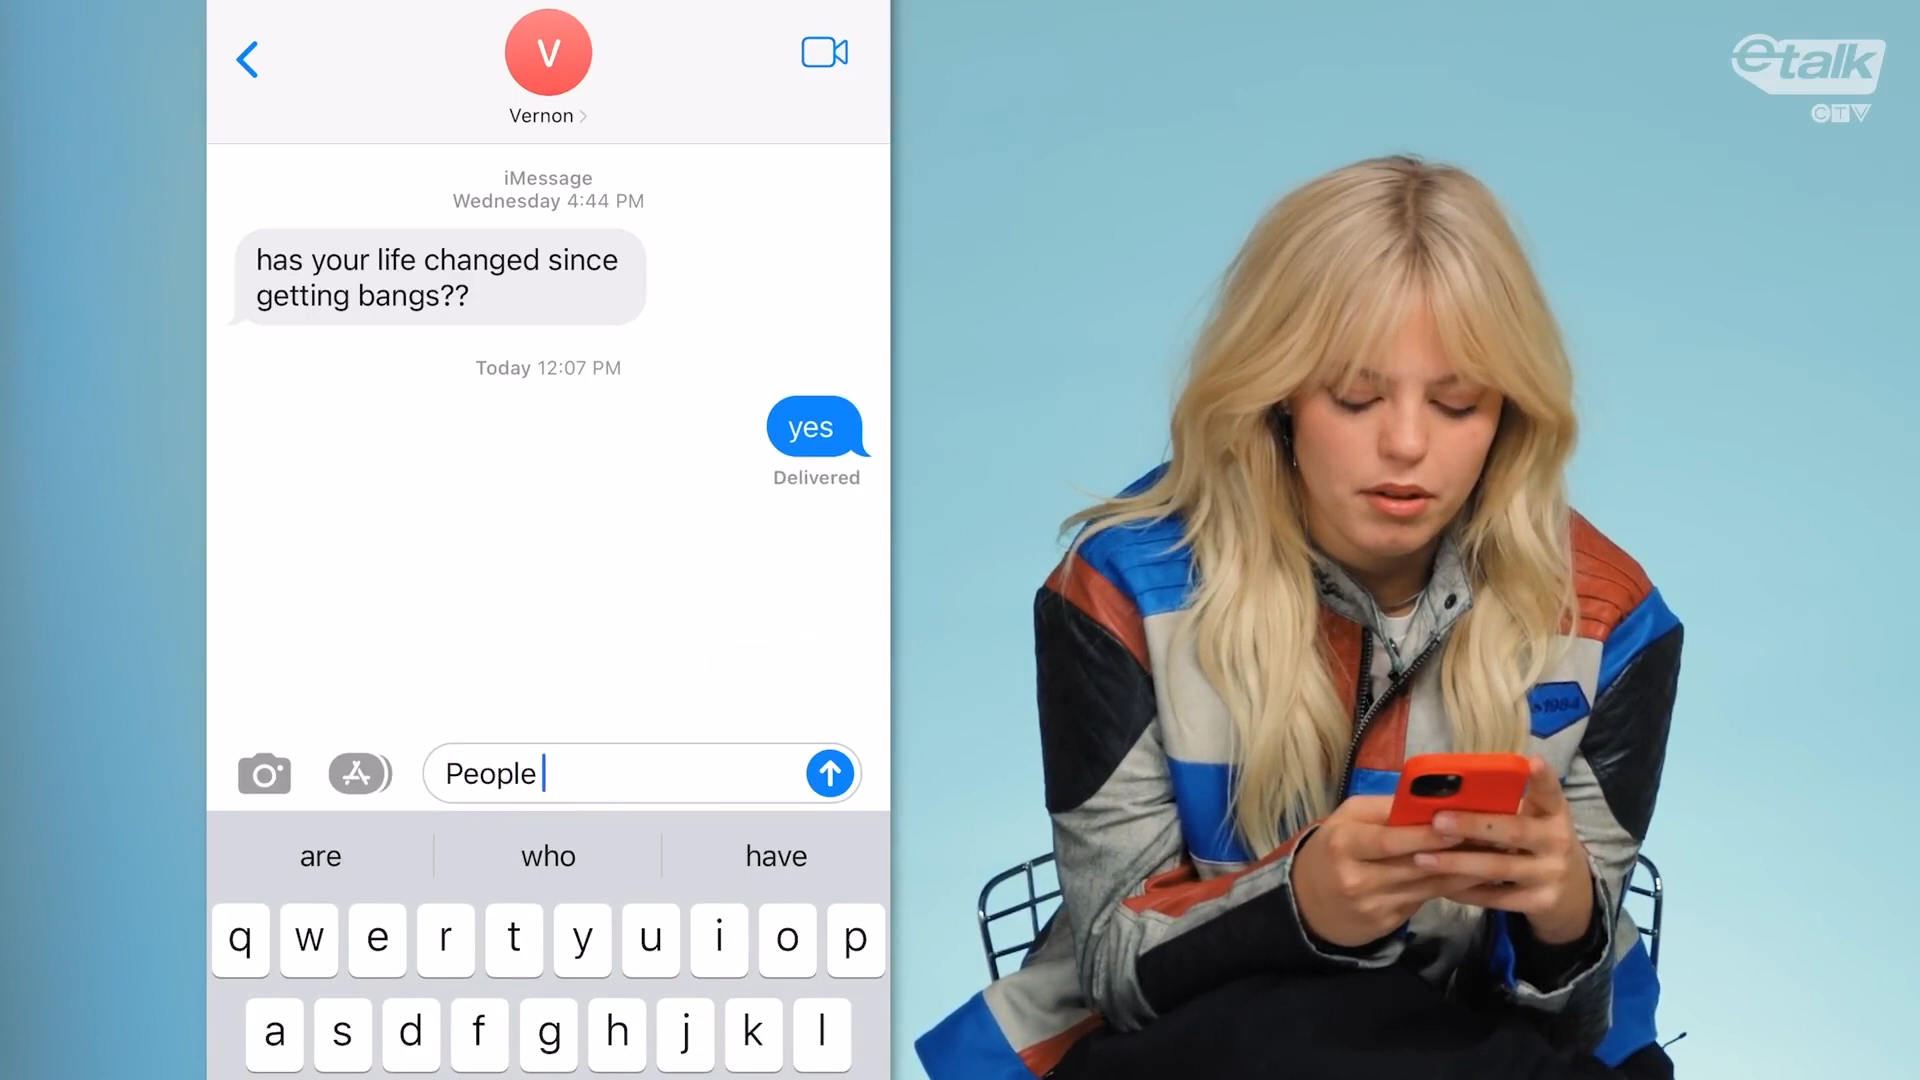 V
Vernon
iMessage
Wednesday 4:44 PM
has your life changed since
getting bangs??
Today 12:07 PM
yes
Delivered
People
are who have
q w e r t y u i o p
a s d f g h j k l
etalk
CTV
1984